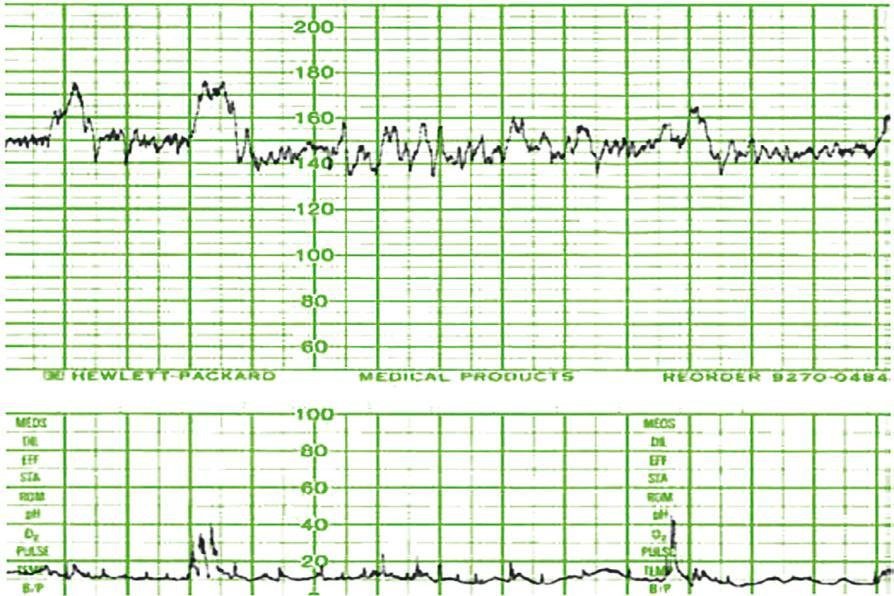 200
180
160
140
120
100
80
60
HEWLETT-PACKARD MEDICAL PRODUCTS REORDER 9270-0484
100
MEDS MEDS
DIL 80 DIL
EFF EFF
STA 60 STA
ROM ROM
pH 40 pH
O₂ O₂
PULSE 20 PULSE
TEMP TEMP
B/P B/P